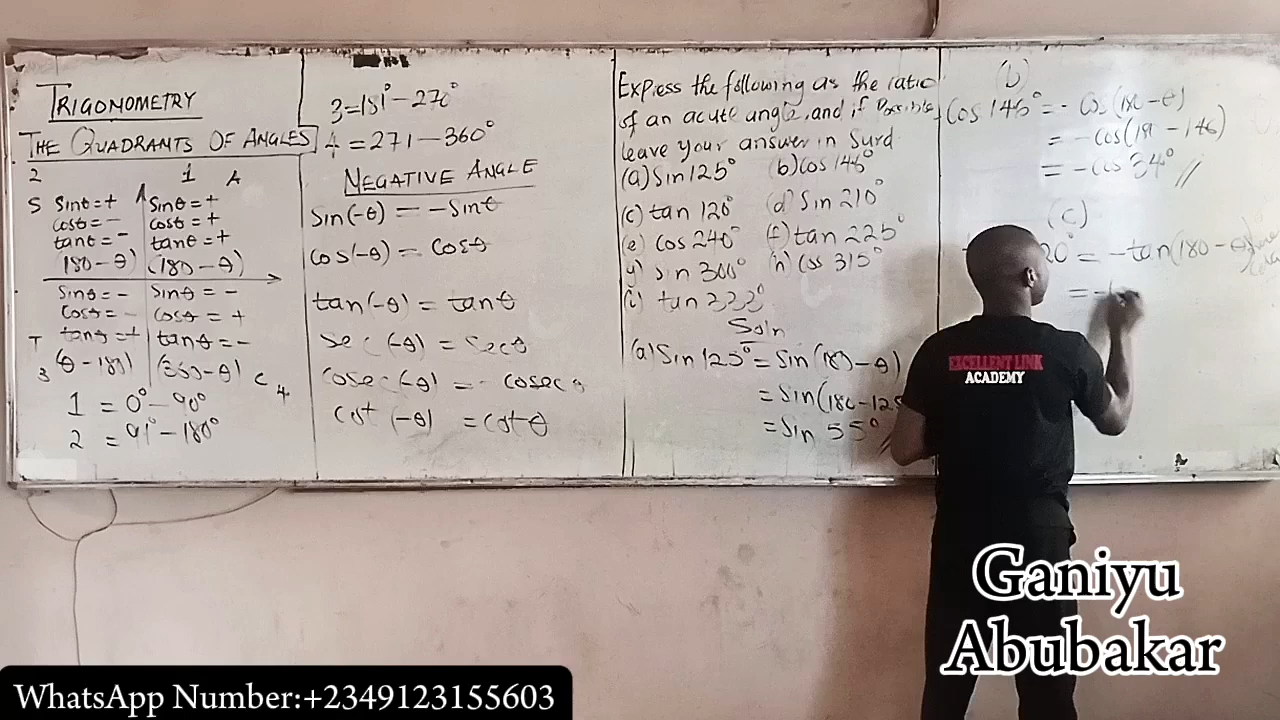 TRIGONOMETRY
THE QUADRANTS OF ANGLES
2 1 A
S Sinθ = + Sinθ = +
cosθ = - cosθ = +
tanθ = - tanθ = +
(180 - θ) (180 - θ)
Sinθ = - Sinθ = -
Cosθ = - Cosθ = +
T tanθ = + tanθ = -
3 (θ - 180) (360 - θ) C 4
1 = 0° - 90°
2 = 91° - 180°
3 = 181° - 270°
4 = 271 - 360°
NEGATIVE ANGLE
Sin(-θ) = -Sinθ
cos(-θ) = cosθ
tan(-θ) = tanθ
Sec(-θ) = Secθ
Cosec(-θ) = - cosecθ
Cot(-θ) = Cotθ
Express the following as the ratio
of an acute angle, and if Possible,
leave your answer in Surd
(a) Sin 125° (b) cos 146°
(c) tan 120° (d) Sin 210°
(e) cos 240° (f) tan 225°
(g) Sin 300° (h) Cos 315°
(i) tan 333°
Soln
(a) Sin 125° = Sin(180 - θ)
= Sin(180 - 125
= Sin 55°
(b)
Cos 146° = - Cos(180 - θ)
= - Cos(180 - 146)
= - Cos 34° //
(c)
20° = -tan(180 - θ)
= -t
EXCELLENT LINK
ACADEMY
Ganiyu
Abubakar
WhatsApp Number:+2349123155603